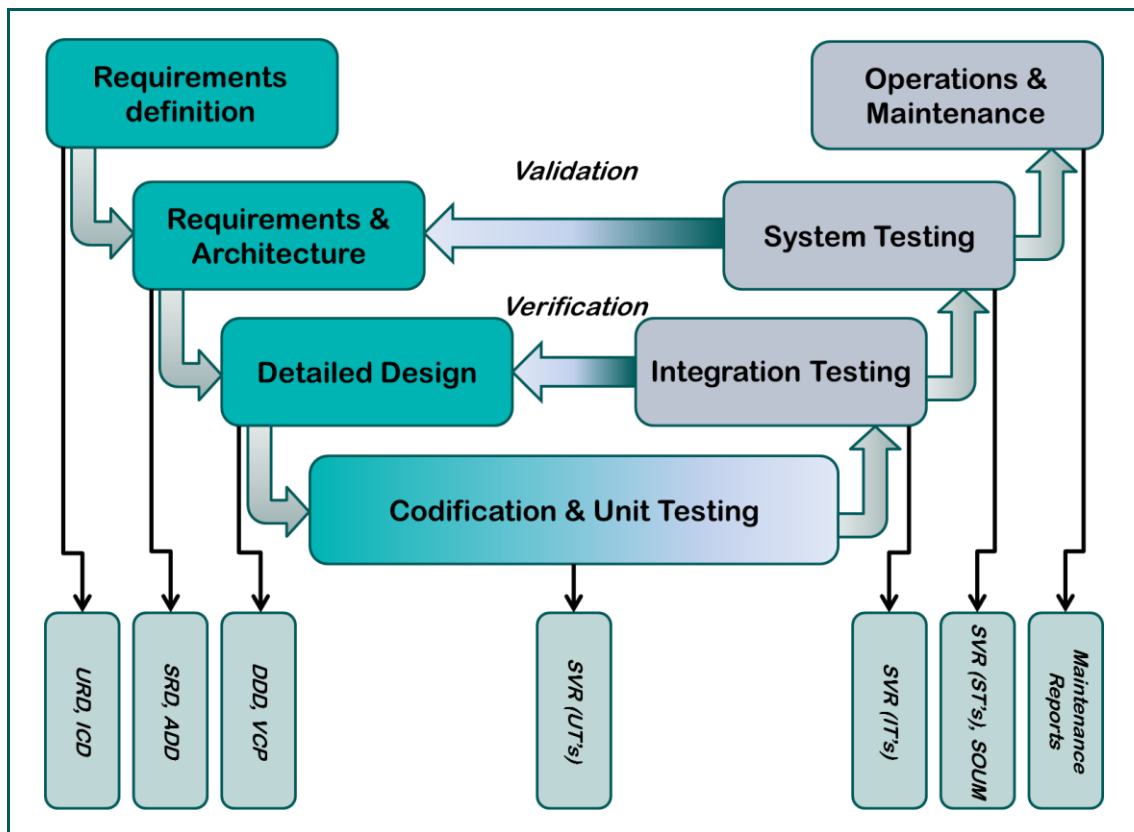 Requirements
definition
Operations &
Maintenance
Validation
Requirements &
Architecture
System Testing
Verification
Detailed Design
Integration Testing
Codification & Unit Testing
URD, ICD
SRD, ADD
DDD, VCP
SVR (UT's)
SVR (IT's)
SVR (ST's), SOUM
Maintenance
Reports